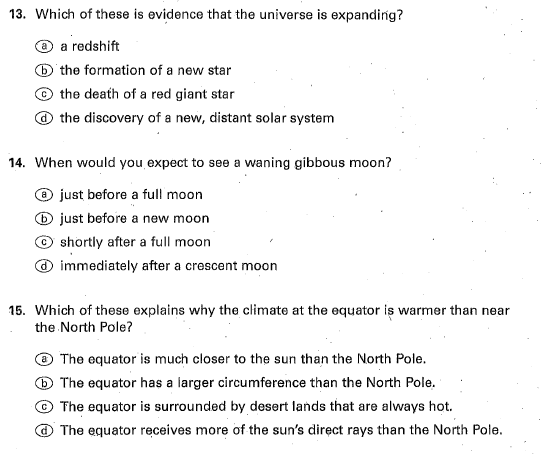 13. Which of these is evidence that the universe is expanding?
ⓐ a redshift
ⓑ the formation of a new star
ⓒ the death of a red giant star
ⓓ the discovery of a new, distant solar system
14. When would you expect to see a waning gibbous moon?
ⓐ just before a full moon
ⓑ just before a new moon
ⓒ shortly after a full moon
ⓓ immediately after a crescent moon
15. Which of these explains why the climate at the equator is warmer than near
the North Pole?
ⓐ The equator is much closer to the sun than the North Pole.
ⓑ The equator has a larger circumference than the North Pole.
ⓒ The equator is surrounded by desert lands that are always hot.
ⓓ The equator receives more of the sun's direct rays than the North Pole.